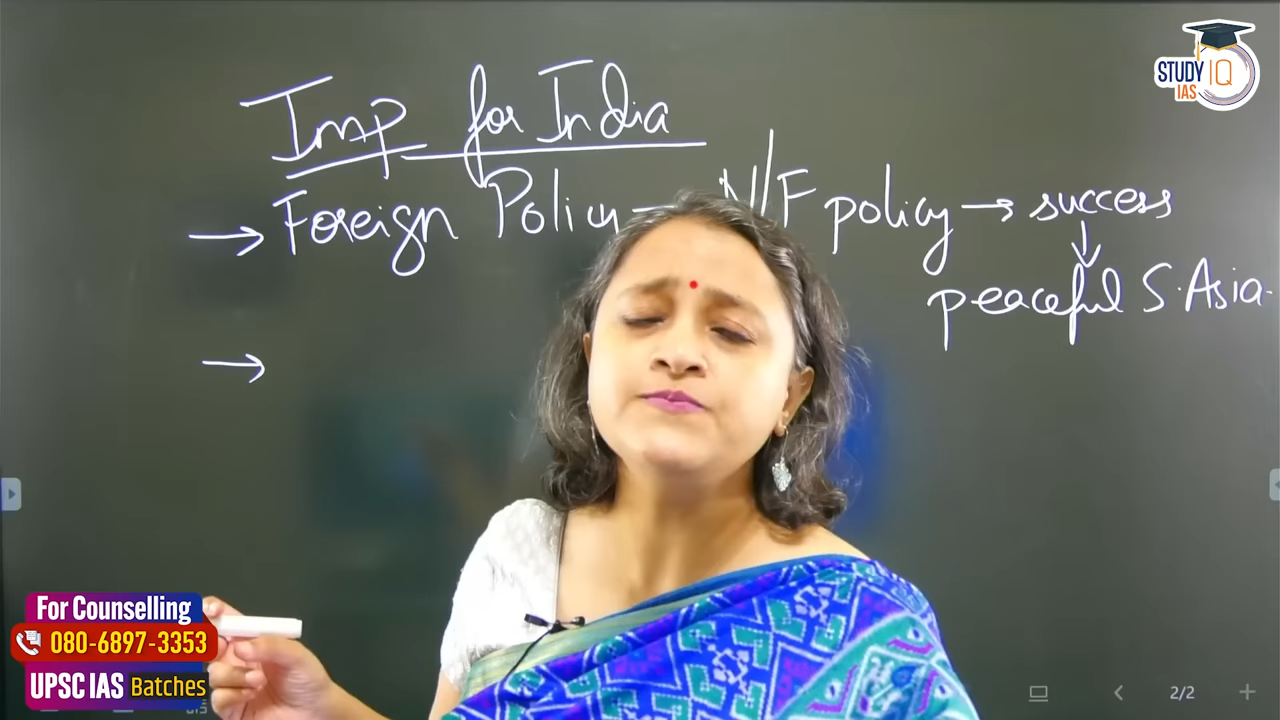 STUDY IQ
IAS
Imp for India
→ Foreign Policy → N/F policy → success
↓
peaceful S. Asia.
→
For Counselling
080-6897-3353
UPSC IAS Batches
2/2